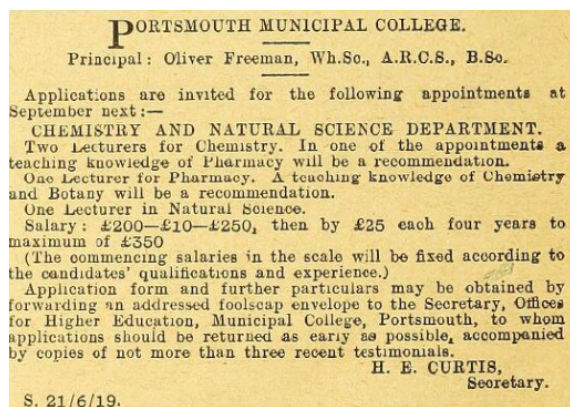 PORTSMOUTH MUNICIPAL COLLEGE.
Principal: Oliver Freeman, Wh.Sc., A.R.C.S., B.Sc.
Applications are invited for the following appointments at
September next:—
CHEMISTRY AND NATURAL SCIENCE DEPARTMENT.
Two Lecturers for Chemistry. In one of the appointments a
teaching knowledge of Pharmacy will be a recommendation.
One Lecturer for Pharmacy. A teaching knowledge of Chemistry
and Botany will be a recommendation.
One Lecturer in Natural Science.
Salary: £200—£10—£250, then by £25 each four years to
maximum of £350
(The commencing salaries in the scale will be fixed according to
the candidates' qualifications and experience.)
Application form and further particulars may be obtained by
forwarding an addressed foolscap envelope to the Secretary, Offices
for Higher Education, Municipal College, Portsmouth, to whom
applications should be returned as early as possible, accompanied
by copies of not more than three recent testimonials.
H. E. CURTIS,
Secretary.
S. 21/6/19.